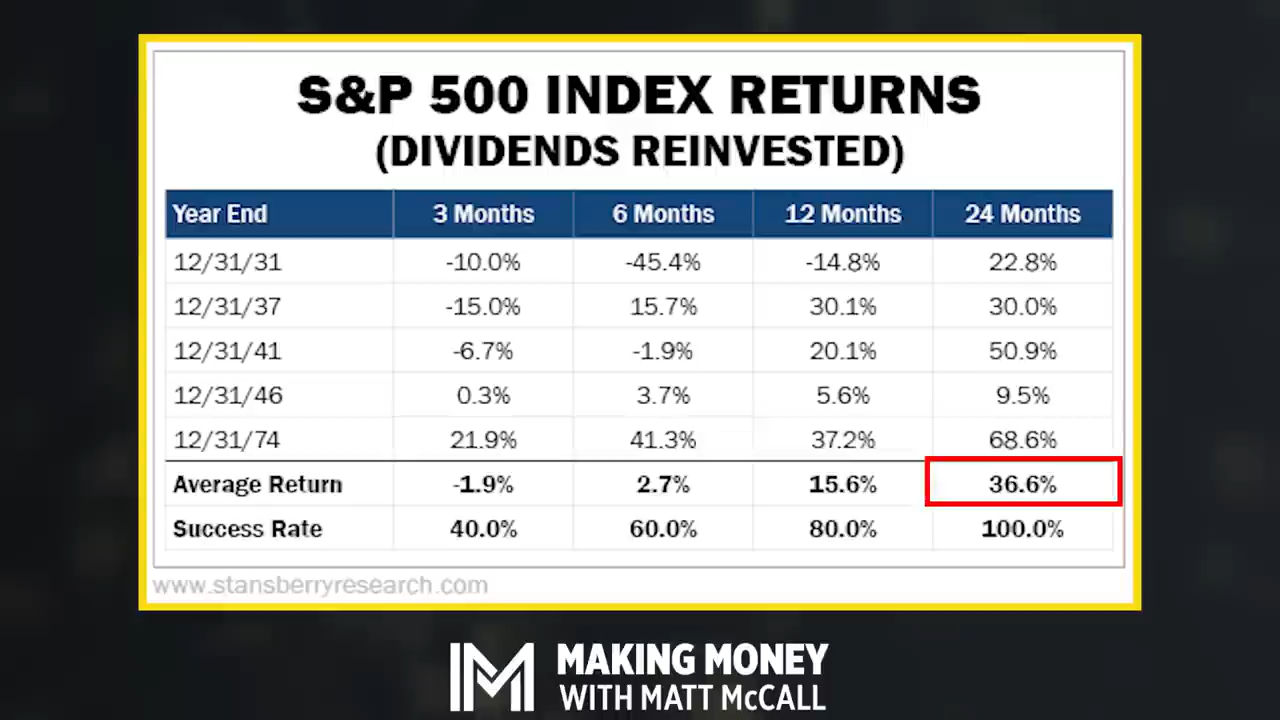 S&P 500 INDEX RETURNS
(DIVIDENDS REINVESTED)
Year End 3 Months 6 Months 12 Months 24 Months
12/31/31 -10.0% -45.4% -14.8% 22.8%
12/31/37 -15.0% 15.7% 30.1% 30.0%
12/31/41 -6.7% -1.9% 20.1% 50.9%
12/31/46 0.3% 3.7% 5.6% 9.5%
12/31/74 21.9% 41.3% 37.2% 68.6%
Average Return -1.9% 2.7% 15.6% 36.6%
Success Rate 40.0% 60.0% 80.0% 100.0%
www.stansberryresearch.com
MAKING MONEY
WITH MATT McCALL